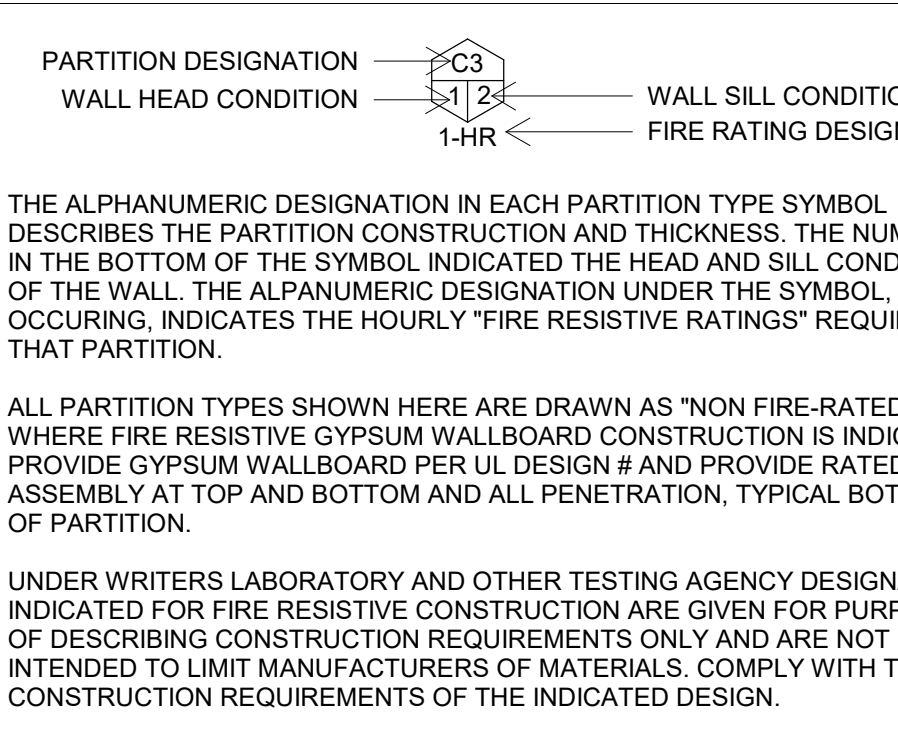 PARTITION DESIGNATION
C3
WALL HEAD CONDITION
1 2
WALL SILL CONDITIO
1-HR
FIRE RATING DESIG
THE ALPHANUMERIC DESIGNATION IN EACH PARTITION TYPE SYMBOL
DESCRIBES THE PARTITION CONSTRUCTION AND THICKNESS. THE NUM
IN THE BOTTOM OF THE SYMBOL INDICATED THE HEAD AND SILL COND
OF THE WALL. THE ALPANUMERIC DESIGNATION UNDER THE SYMBOL,
OCCURING, INDICATES THE HOURLY "FIRE RESISTIVE RATINGS" REQUI
THAT PARTITION.
ALL PARTITION TYPES SHOWN HERE ARE DRAWN AS "NON FIRE-RATED
WHERE FIRE RESISTIVE GYPSUM WALLBOARD CONSTRUCTION IS INDI
PROVIDE GYPSUM WALLBOARD PER UL DESIGN # AND PROVIDE RATED
ASSEMBLY AT TOP AND BOTTOM AND ALL PENETRATION, TYPICAL BOT
OF PARTITION.
UNDER WRITERS LABORATORY AND OTHER TESTING AGENCY DESIGN
INDICATED FOR FIRE RESISTIVE CONSTRUCTION ARE GIVEN FOR PURP
OF DESCRIBING CONSTRUCTION REQUIREMENTS ONLY AND ARE NOT
INTENDED TO LIMIT MANUFACTURERS OF MATERIALS. COMPLY WITH T
CONSTRUCTION REQUIREMENTS OF THE INDICATED DESIGN.